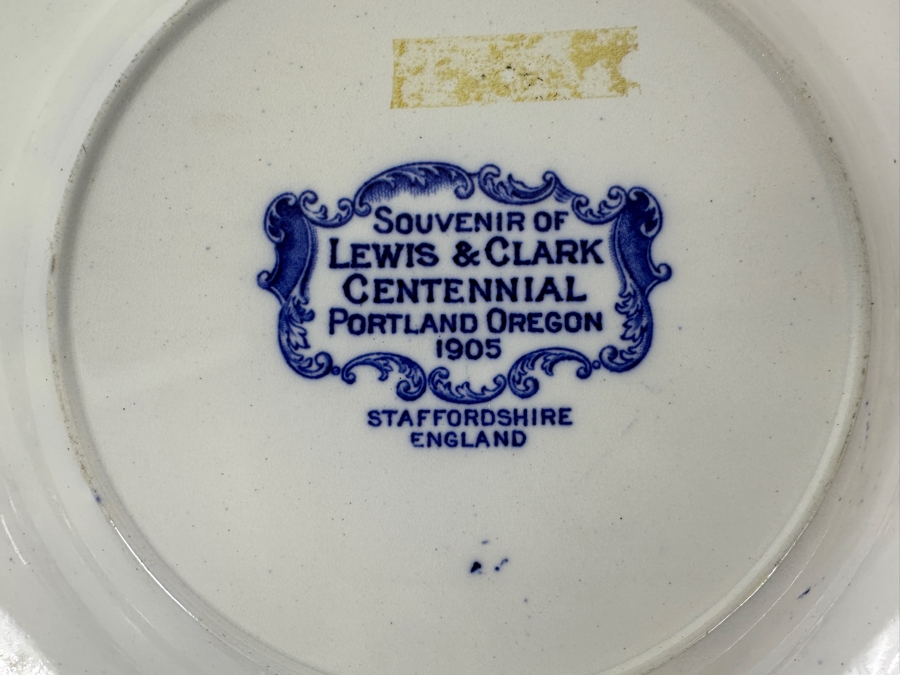 SOUVENIR OF
LEWIS & CLARK
CENTENNIAL
PORTLAND OREGON
1905
STAFFORDSHIRE
ENGLAND